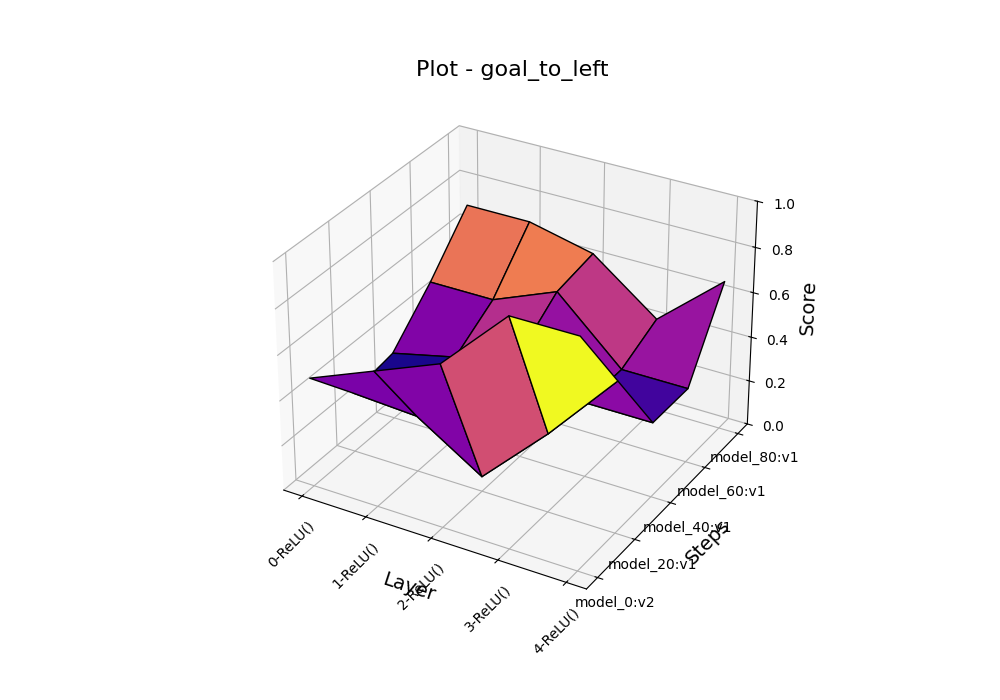 Plot - goal_to_left
1.0
0.8
0.6
0.4
0.2
0.0
Score
model_80:v1
model_60:v1
model_40:v1
model_20:v1
model_0:v2
Steps
0-ReLU()
1-ReLU()
2-ReLU()
3-ReLU()
4-ReLU()
Layer